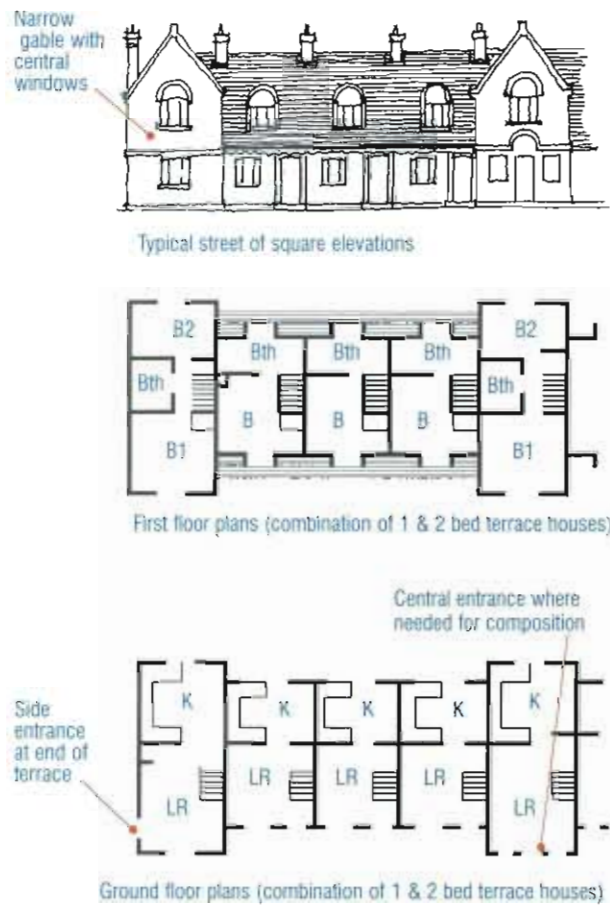 Narrow
gable with
central
windows
Typical street of square elevations
B2
B2
Bth
Bth
Bth
Bth
Bth
B
B
B
B1
B1
First floor plans (combination of 1 & 2 bed terrace houses)
Central entrance where
needed for composition
Side
entrance
at end of
terrace
K
K
K
K
K
LR
LR
LR
LR
LR
Ground floor plans (combination of 1 & 2 bed terrace houses)